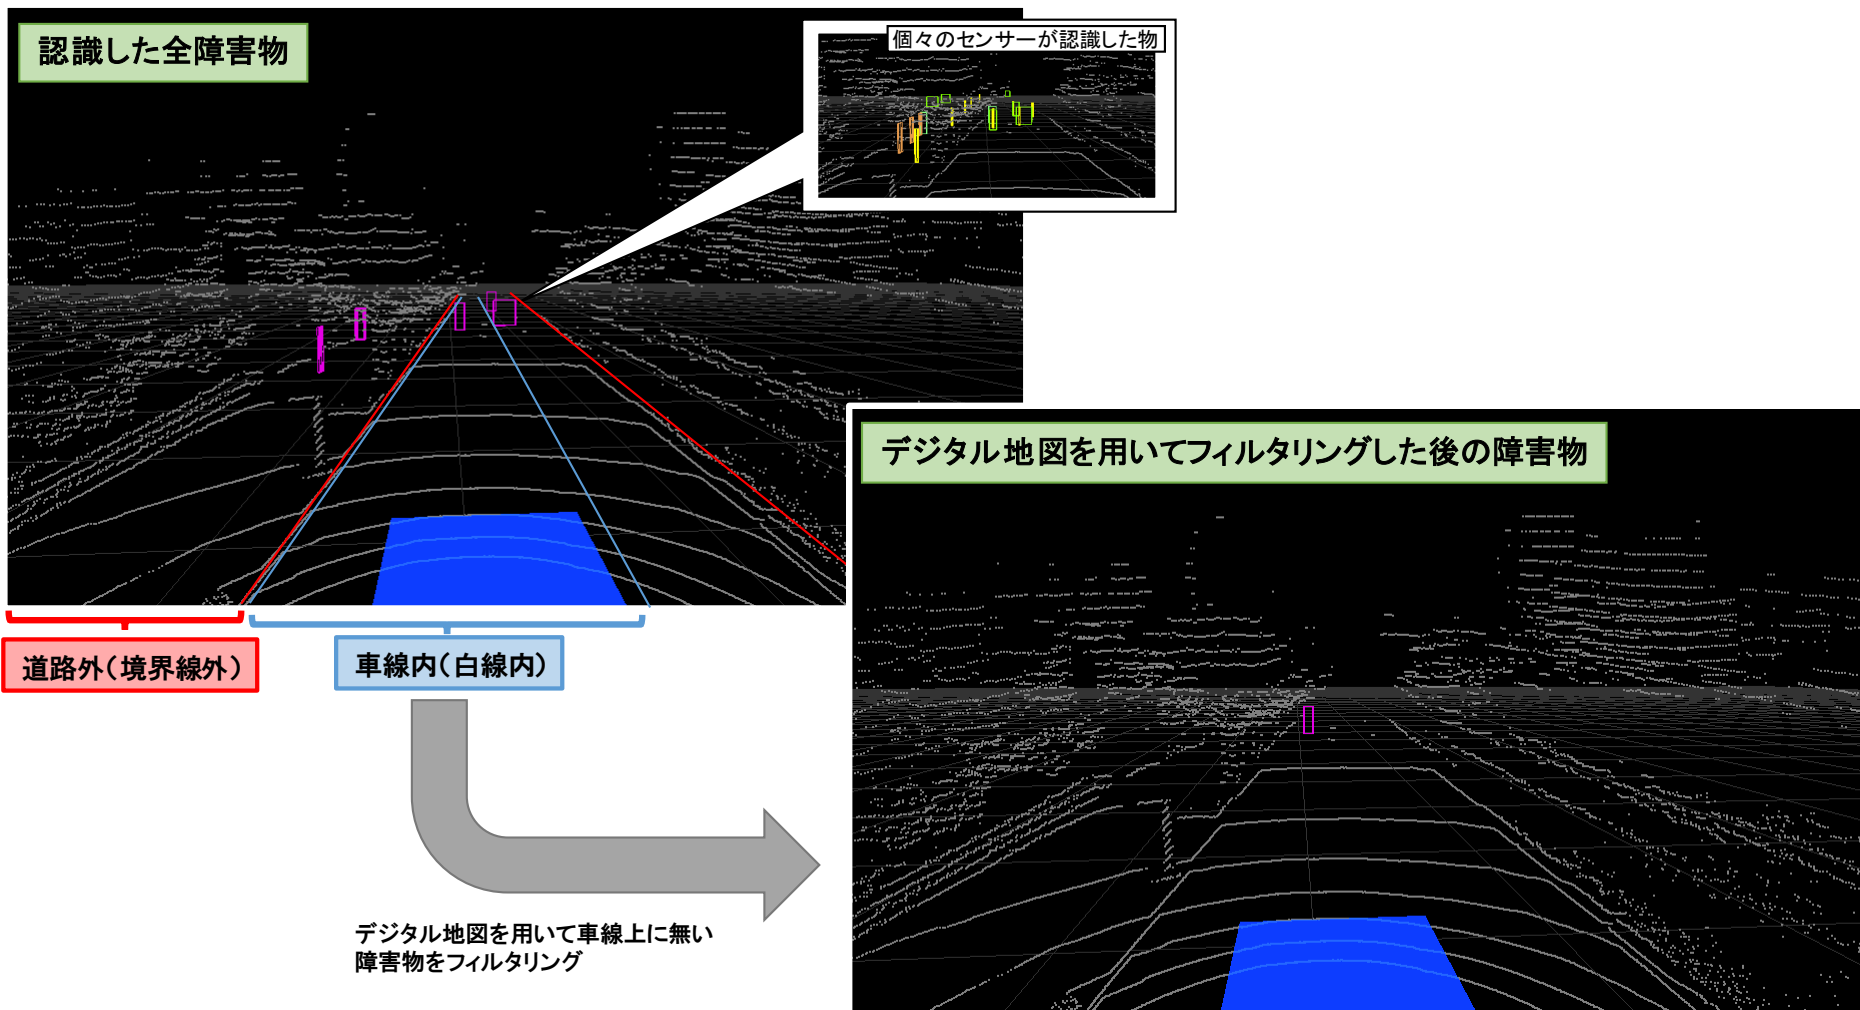 認識した全障害物
個々のセンサーが認識した物
道路外(境界線外)
車線内(白線内)
デジタル地図を用いて車線上に無い
障害物をフィルタリング
デジタル地図を用いてフィルタリングした後の障害物